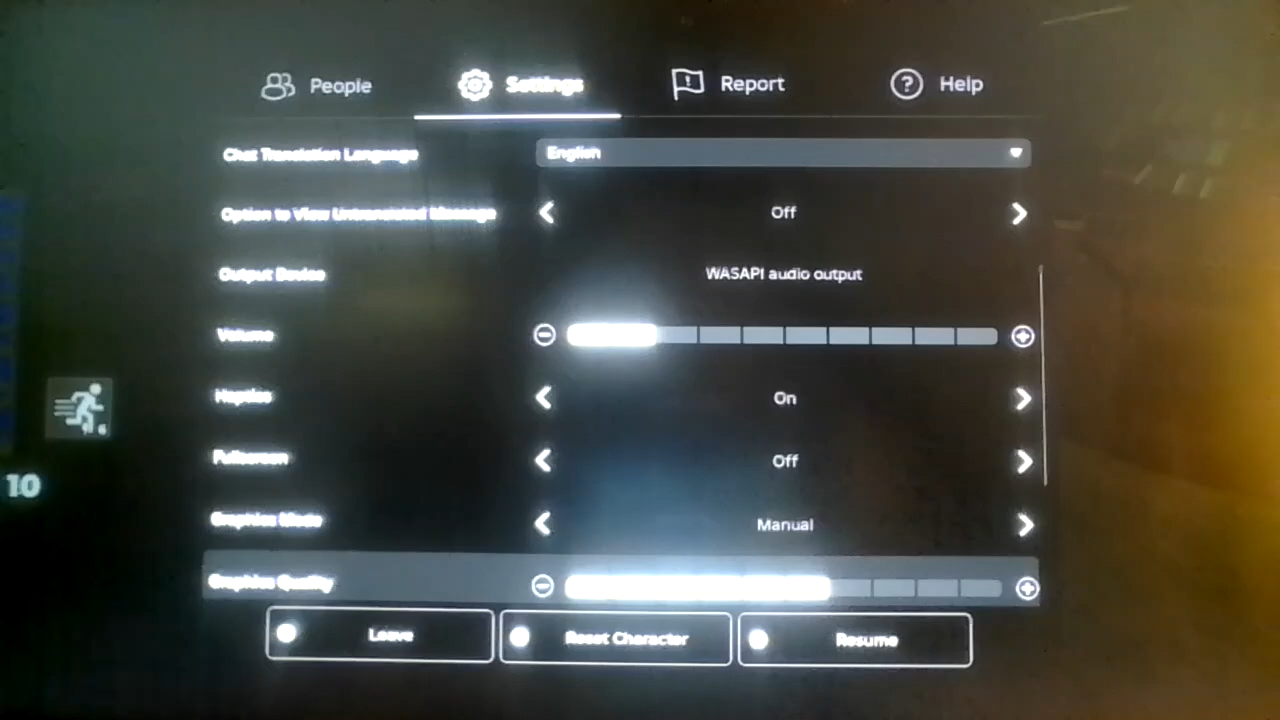 People Settings Report Help
Chat Translation Language English
Option to View Untranslated Message Off
Output Device WASAPI audio output
Volume
Haptics On
Fullscreen Off
Graphics Mode Manual
10
Graphics Quality
Leave Reset Character Resume